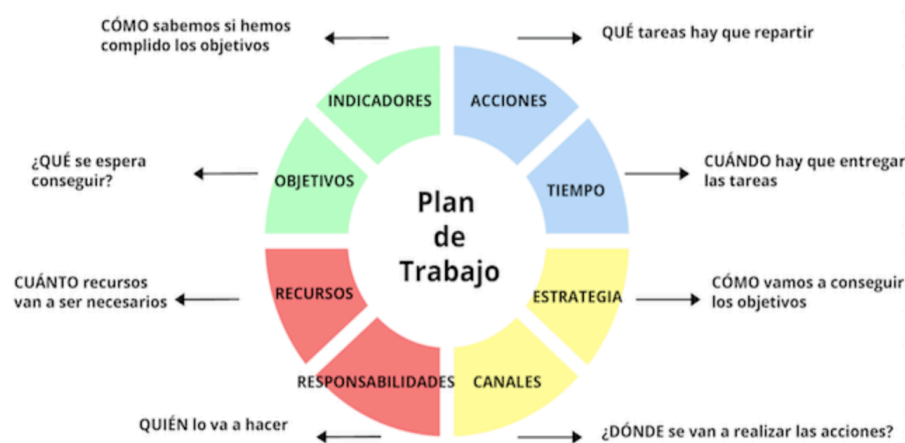 CÓMO sabemos si hemos
complido los objetivos
QUÉ tareas hay que repartir
INDICADORES
ACCIONES
¿QUÉ se espera
conseguir?
OBJETIVOS
TIEMPO
CUÁNDO hay que entregar
las tareas
Plan
de
Trabajo
CUÁNTO recursos
van a ser necesarios
RECURSOS
ESTRATEGIA
CÓMO vamos a conseguir
los objetivos
RESPONSABILIDADES
CANALES
QUIÉN lo va a hacer
¿DÓNDE se van a realizar las acciones?